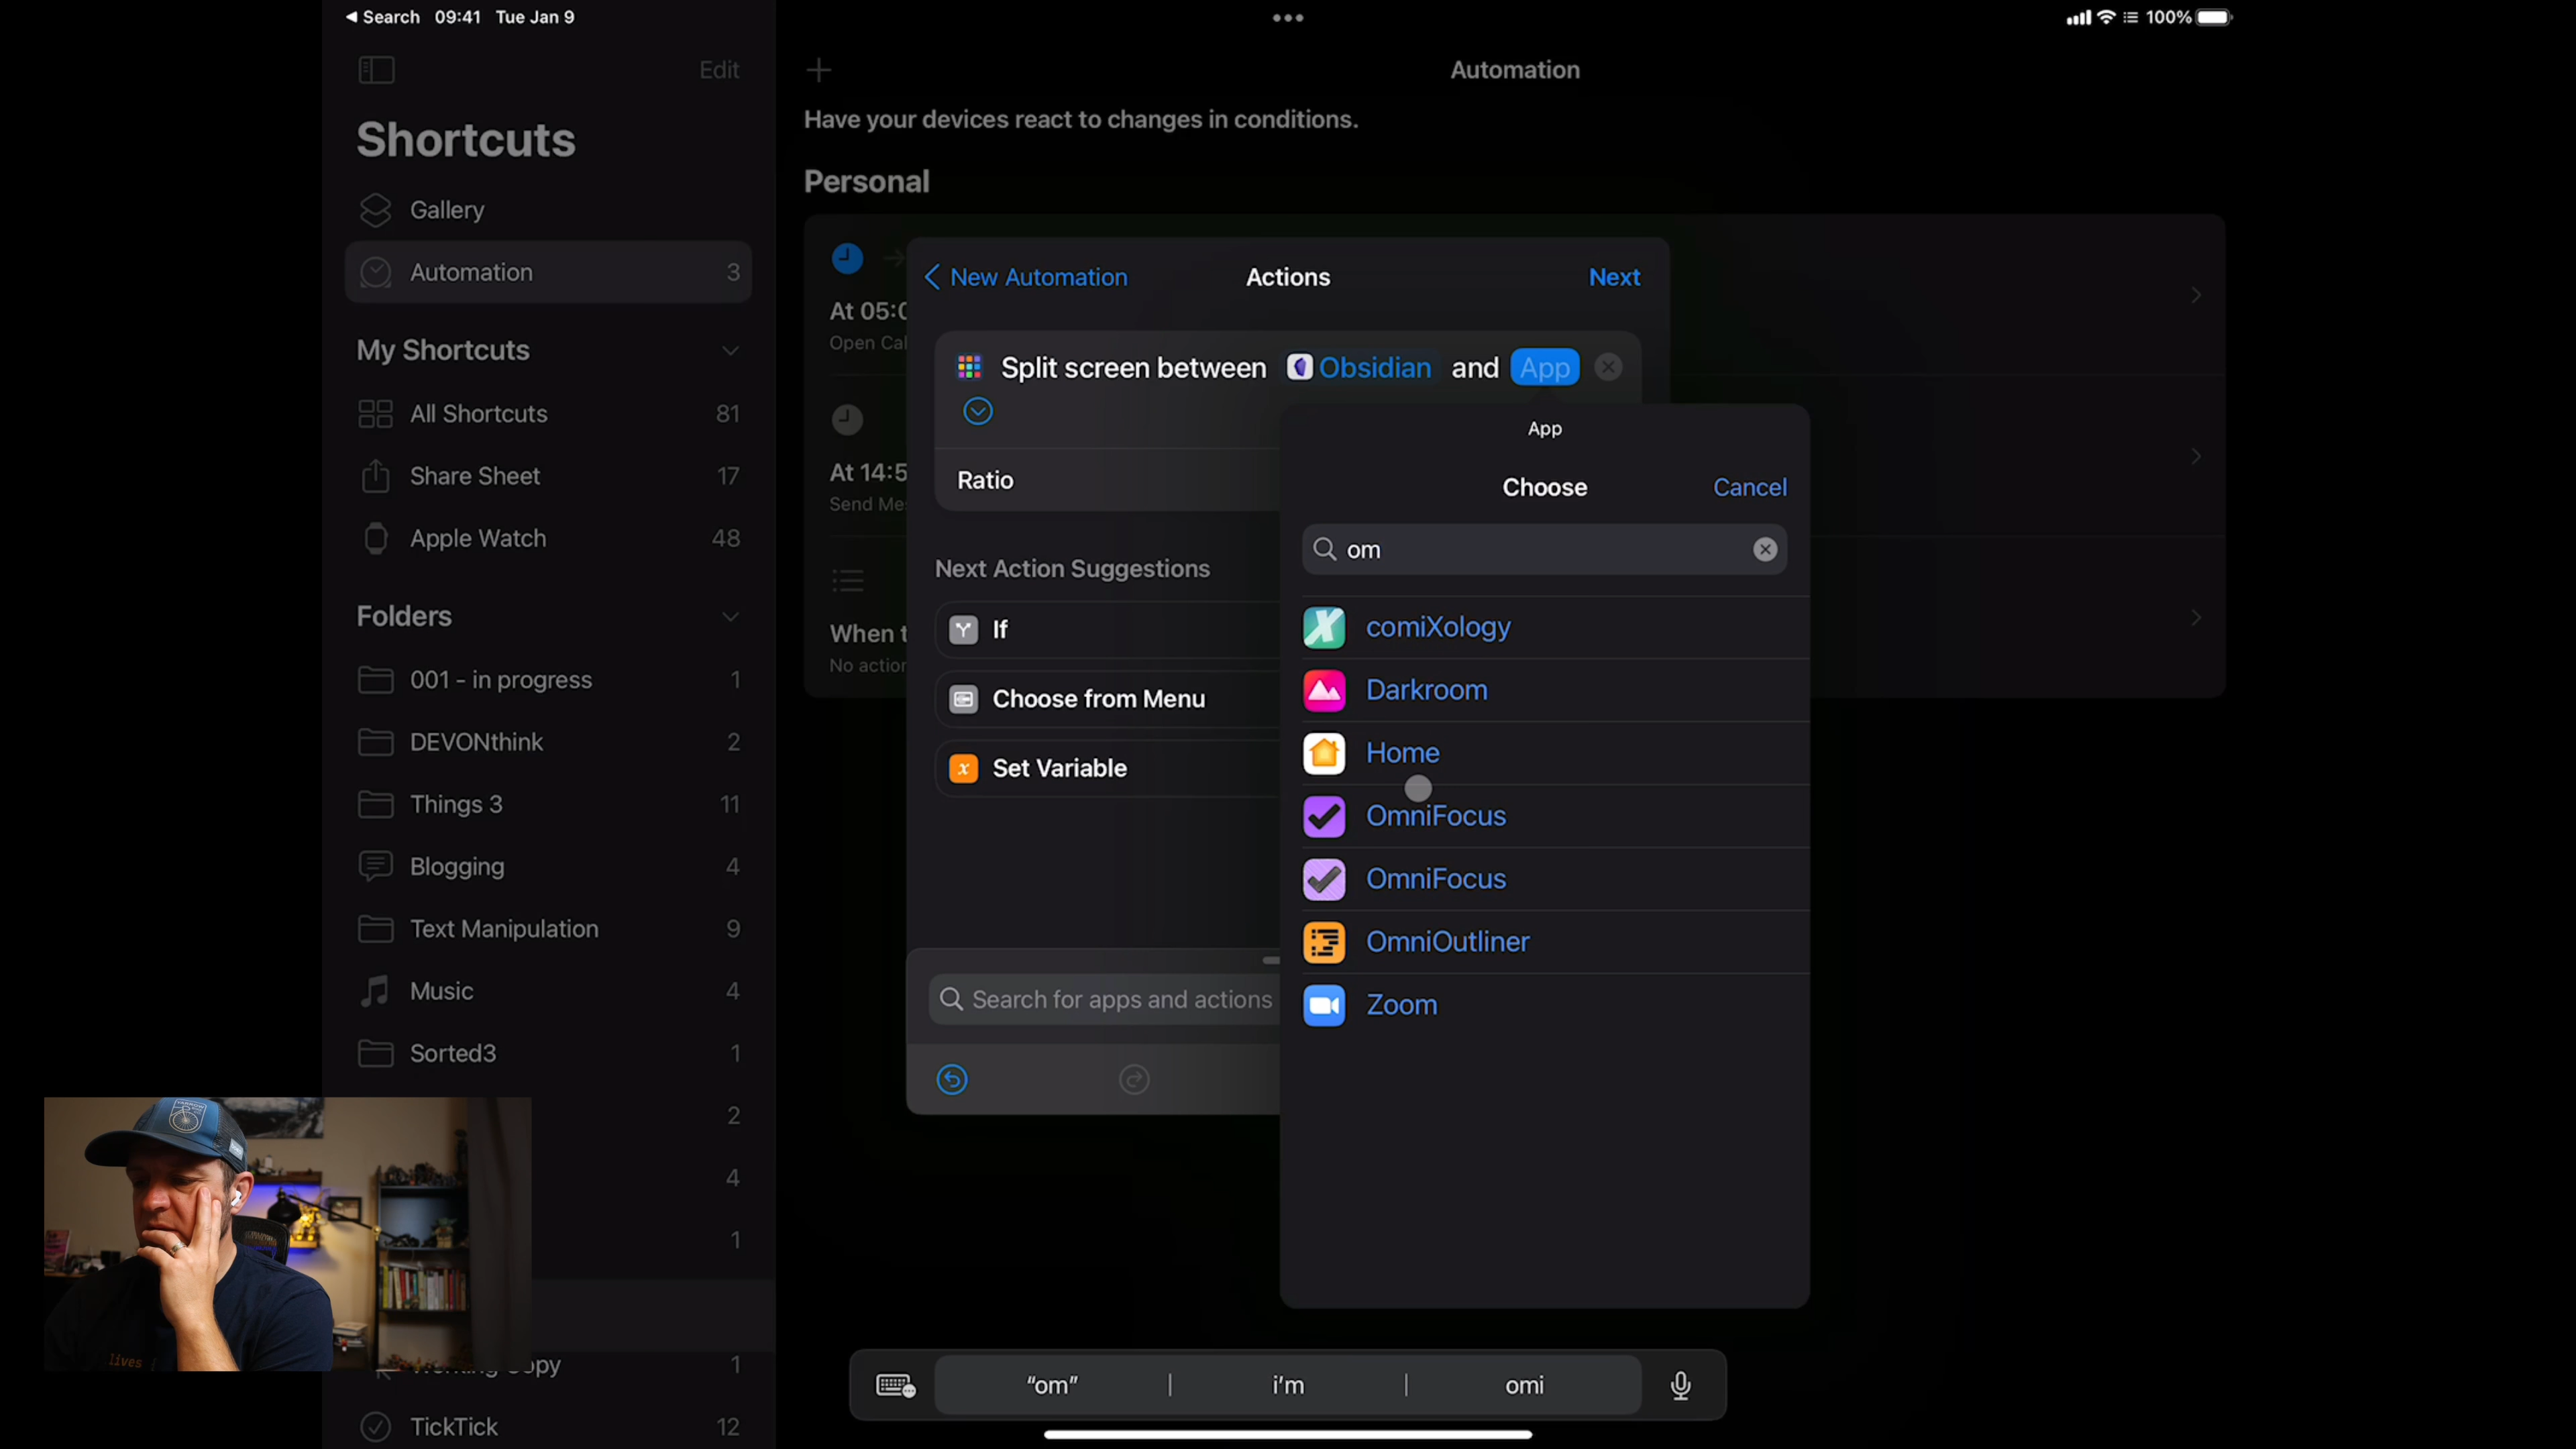 Search 09:41 Tue Jan 9
100%
Edit
Shortcuts
Gallery
Automation 3
My Shortcuts
All Shortcuts 81
Share Sheet 17
Apple Watch 48
Folders
001 - in progress 1
DEVONthink 2
Things 3 11
Blogging 4
Text Manipulation 9
Music 4
Sorted3 1
2
4
1
Working Copy 1
TickTick 12
Automation
Have your devices react to changes in conditions.
Personal
At 05:0
Open Cal
At 14:5
Send Me
When t
No action
New Automation Actions Next
Split screen between Obsidian and App
Ratio
Next Action Suggestions
If
Choose from Menu
Set Variable
Search for apps and actions
App
Choose Cancel
om
comiXology
Darkroom
Home
OmniFocus
OmniFocus
OmniOutliner
Zoom
“om” i’m omi
lives